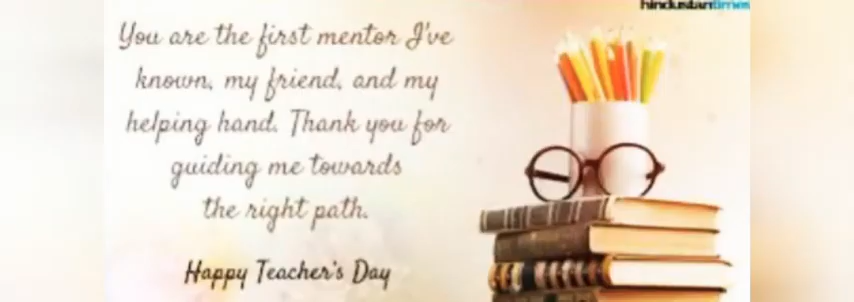 hindustantimes
You are the first mentor I've
known, my friend, and my
helping hand. Thank you for
guiding me towards
the right path.
Happy Teacher's Day